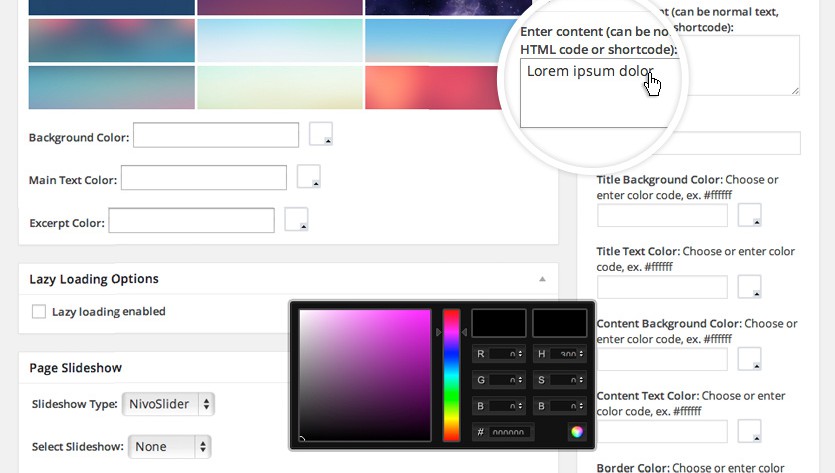 Enter content (can be no
HTML code or shortcode):
Lorem ipsum dolor
nt (can be normal text,
shortcode):
Background Color:
Main Text Color:
Excerpt Color:
Lazy Loading Options
Lazy loading enabled
Page Slideshow
Slideshow Type: NivoSlider
Select Slideshow: None
R 0 H 300
G 0 S 0
B 0 B 0
# 000000
Title Background Color: Choose or
enter color code, ex. #ffffff
Title Text Color: Choose or enter color
code, ex. #ffffff
Content Background Color: Choose
or enter color code, ex. #ffffff
Content Text Color: Choose or enter
color code, ex. #ffffff
Border Color: Choose or enter color